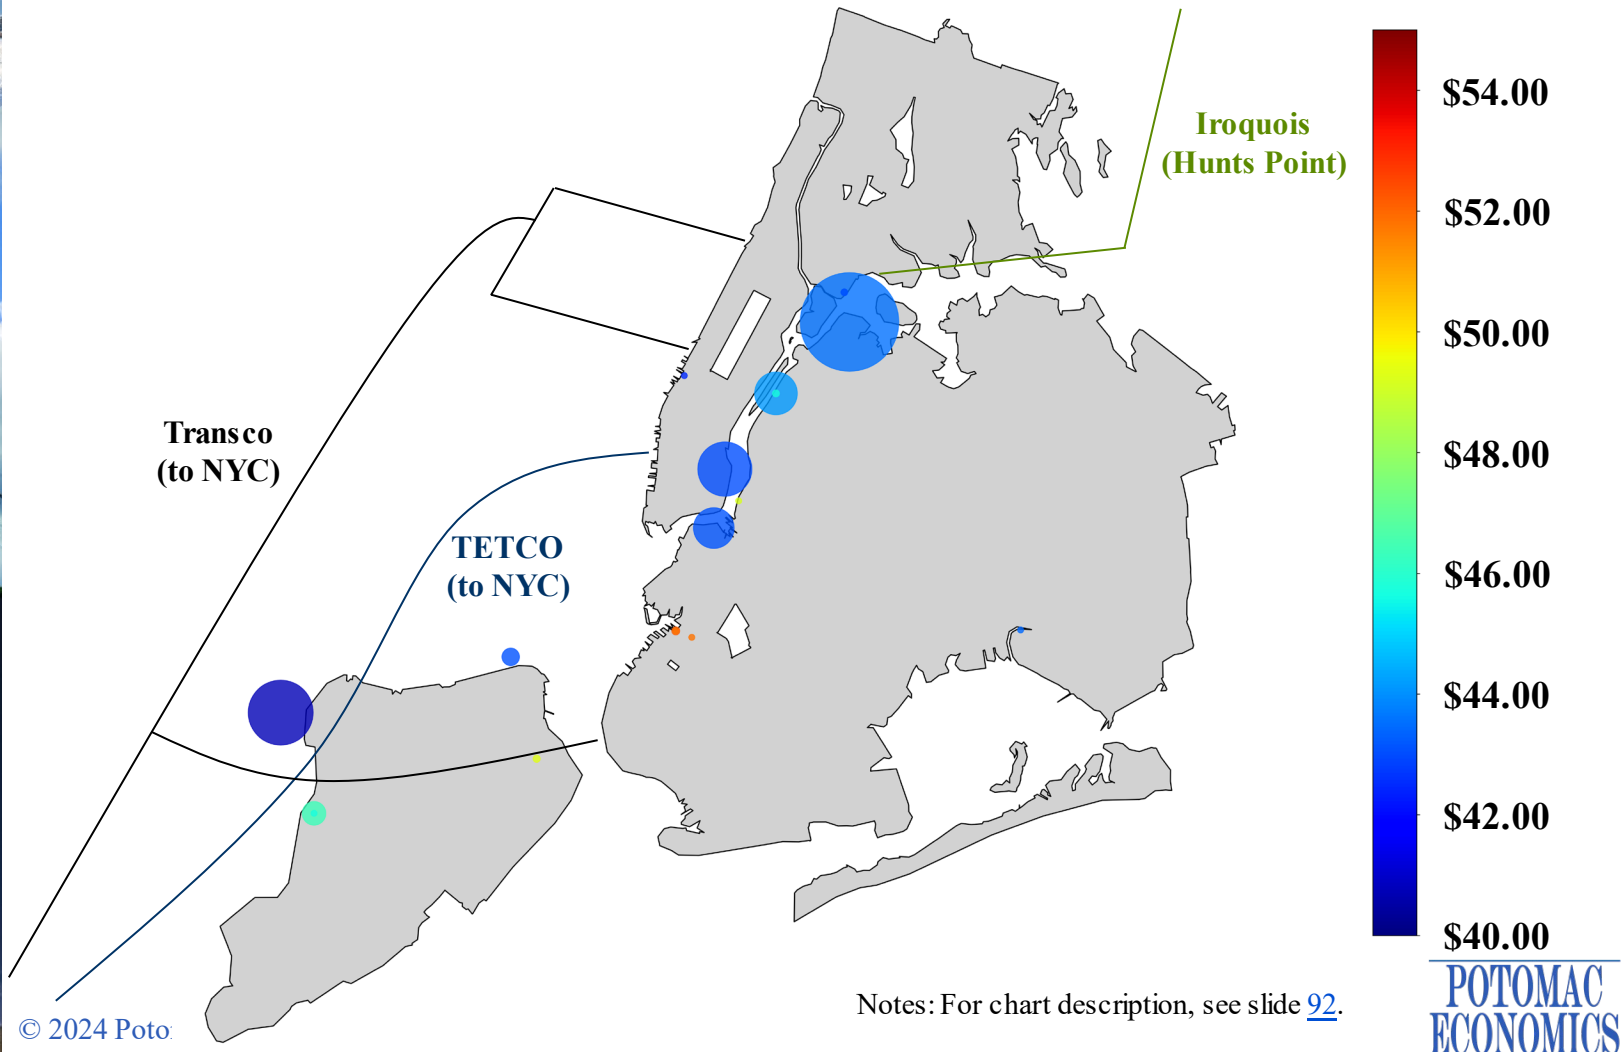 Iroquois
(Hunts Point)
Transco
(to NYC)
TETCO
(to NYC)
$54.00
$52.00
$50.00
$48.00
$46.00
$44.00
$42.00
$40.00
Notes: For chart description, see slide 92.
© 2024 Poto
POTOMAC
ECONOMICS